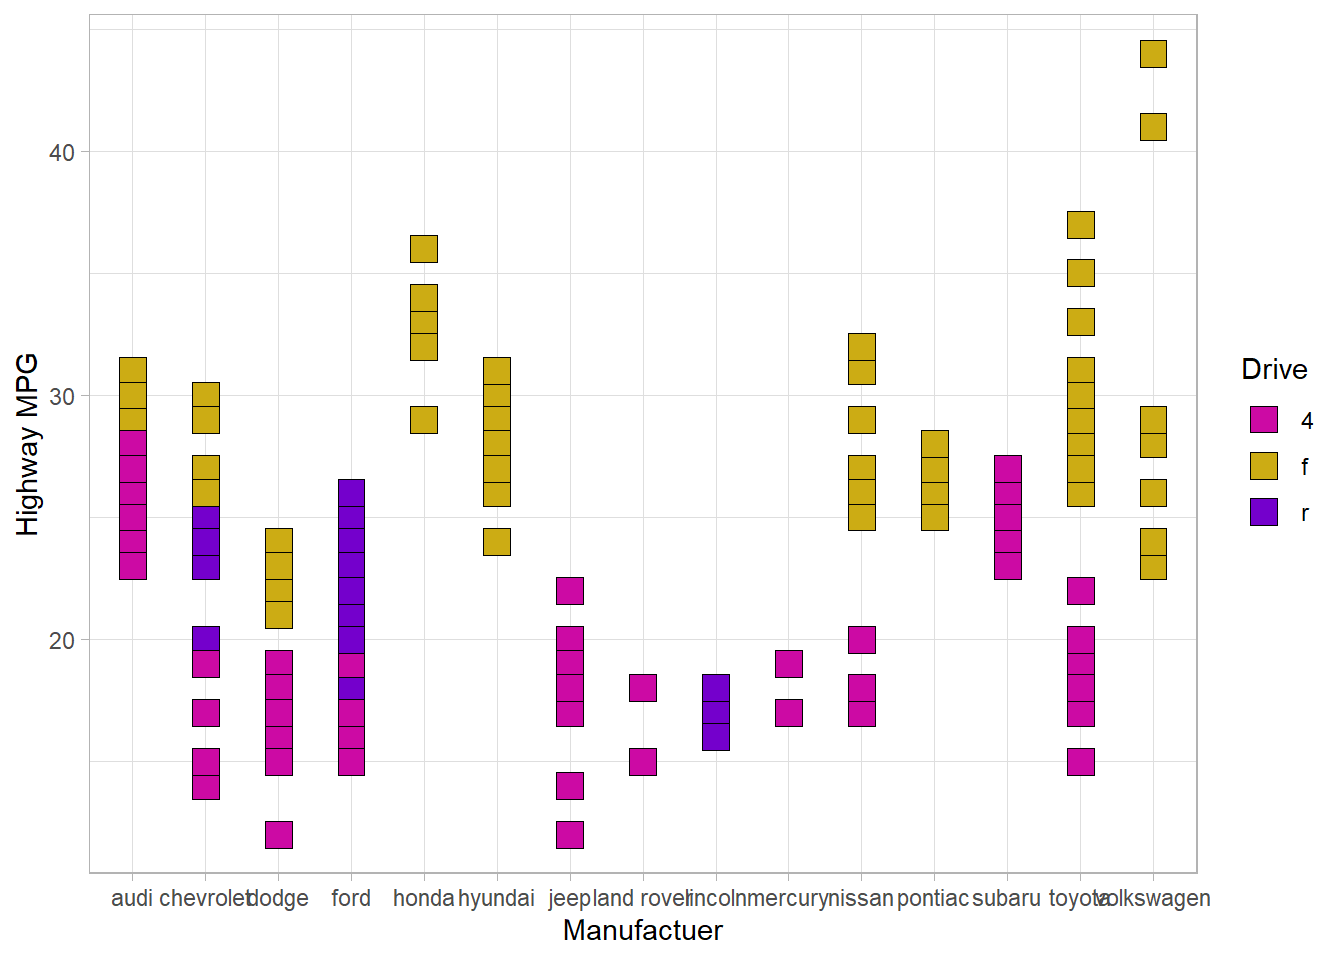 Highway MPG
40
30
20
audi chevrolet dodge ford honda hyundai jeep land rover lincoln mercury nissan pontiac subaru toyota volkswagen
Manufactuer
Drive
4
f
r